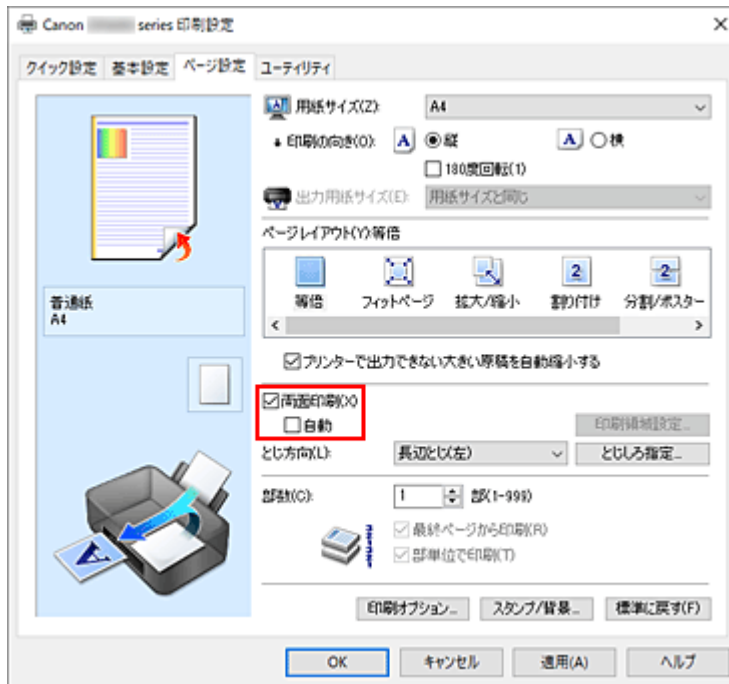 Canon series 印刷設定
クイック設定 基本設定 ページ設定 ユーティリティ
用紙サイズ(Z): A4
印刷の向き(O): A 縦 A 横
180度回転(1)
出力用紙サイズ(E): 用紙サイズと同じ
ページレイアウト(Y):等倍
等倍 フィットページ 拡大/縮小 2 割り付け 2 分割/ポスター
普通紙
A4
プリンターで出力できない大きい原稿を自動縮小する
両面印刷(X)
自動
印刷領域設定...
とじ方向(L): 長辺とじ(左) とじしろ指定...
部数(C): 1 部(1-999)
最終ページから印刷(R)
部単位で印刷(T)
A
印刷オプション... スタンプ/背景... 標準に戻す(F)
OK キャンセル 適用(A) ヘルプ